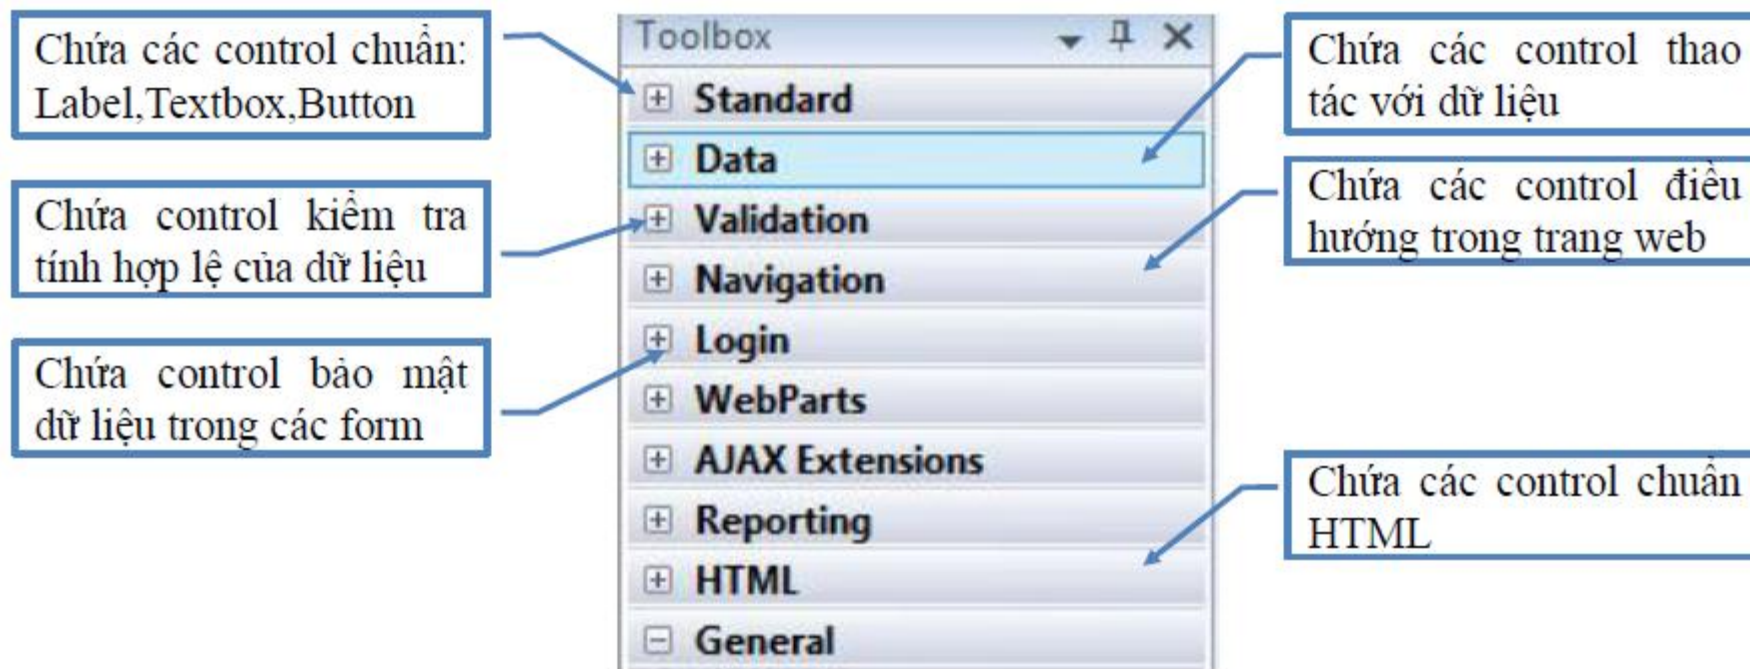 Chứa các control chuẩn:
Label,Textbox,Button
Chứa control kiểm tra
tính hợp lệ của dữ liệu
Chứa control bảo mật
dữ liệu trong các form
Toolbox
Standard
Data
Validation
Navigation
Login
WebParts
AJAX Extensions
Reporting
HTML
General
Chứa các control thao
tác với dữ liệu
Chứa các control điều
hướng trong trang web
Chứa các control chuẩn
HTML